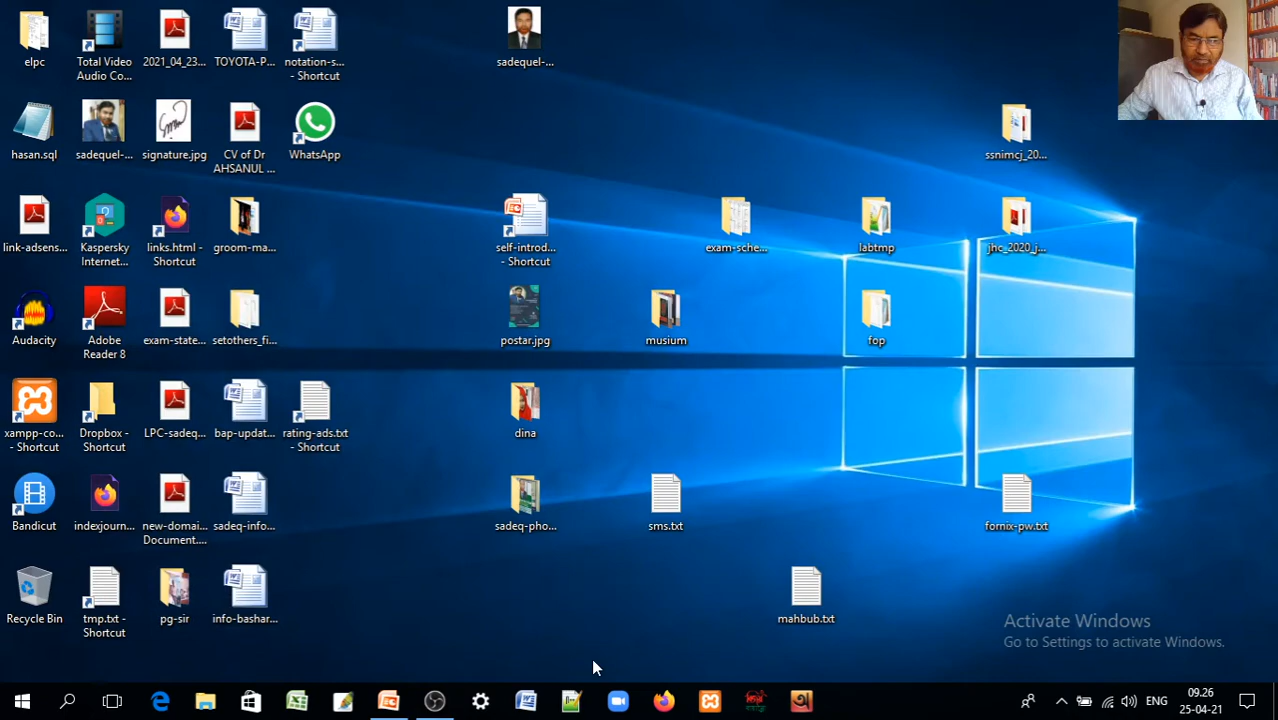 elpc
Total Video
Audio Co...
2021_04_23...
TOYOTA-P...
notation-s...
- Shortcut
sadequel-...
hasan.sql
sadequel-...
signature.jpg
CV of Dr
AHSANUL ...
WhatsApp
ssnimcj_20...
link-adsens...
Kaspersky
Internet...
links.html -
Shortcut
groom-ma...
self-introd...
- Shortcut
exam-sche...
labtmp
jhc_2020_j...
Audacity
Adobe
Reader 8
exam-state...
setothers_fi...
postar.jpg
musium
fop
xampp-co...
- Shortcut
Dropbox -
Shortcut
LPC-sadeq...
bap-updat...
rating-ads.txt
- Shortcut
dina
Bandicut
indexjourn...
new-domai...
Document....
sadeq-info...
sadeq-pho...
sms.txt
fornix-pw.txt
Recycle Bin
tmp.txt -
Shortcut
pg-sir
info-bashar...
mahbub.txt
Activate Windows
Go to Settings to activate Windows.
ENG
09.26
25-04-21